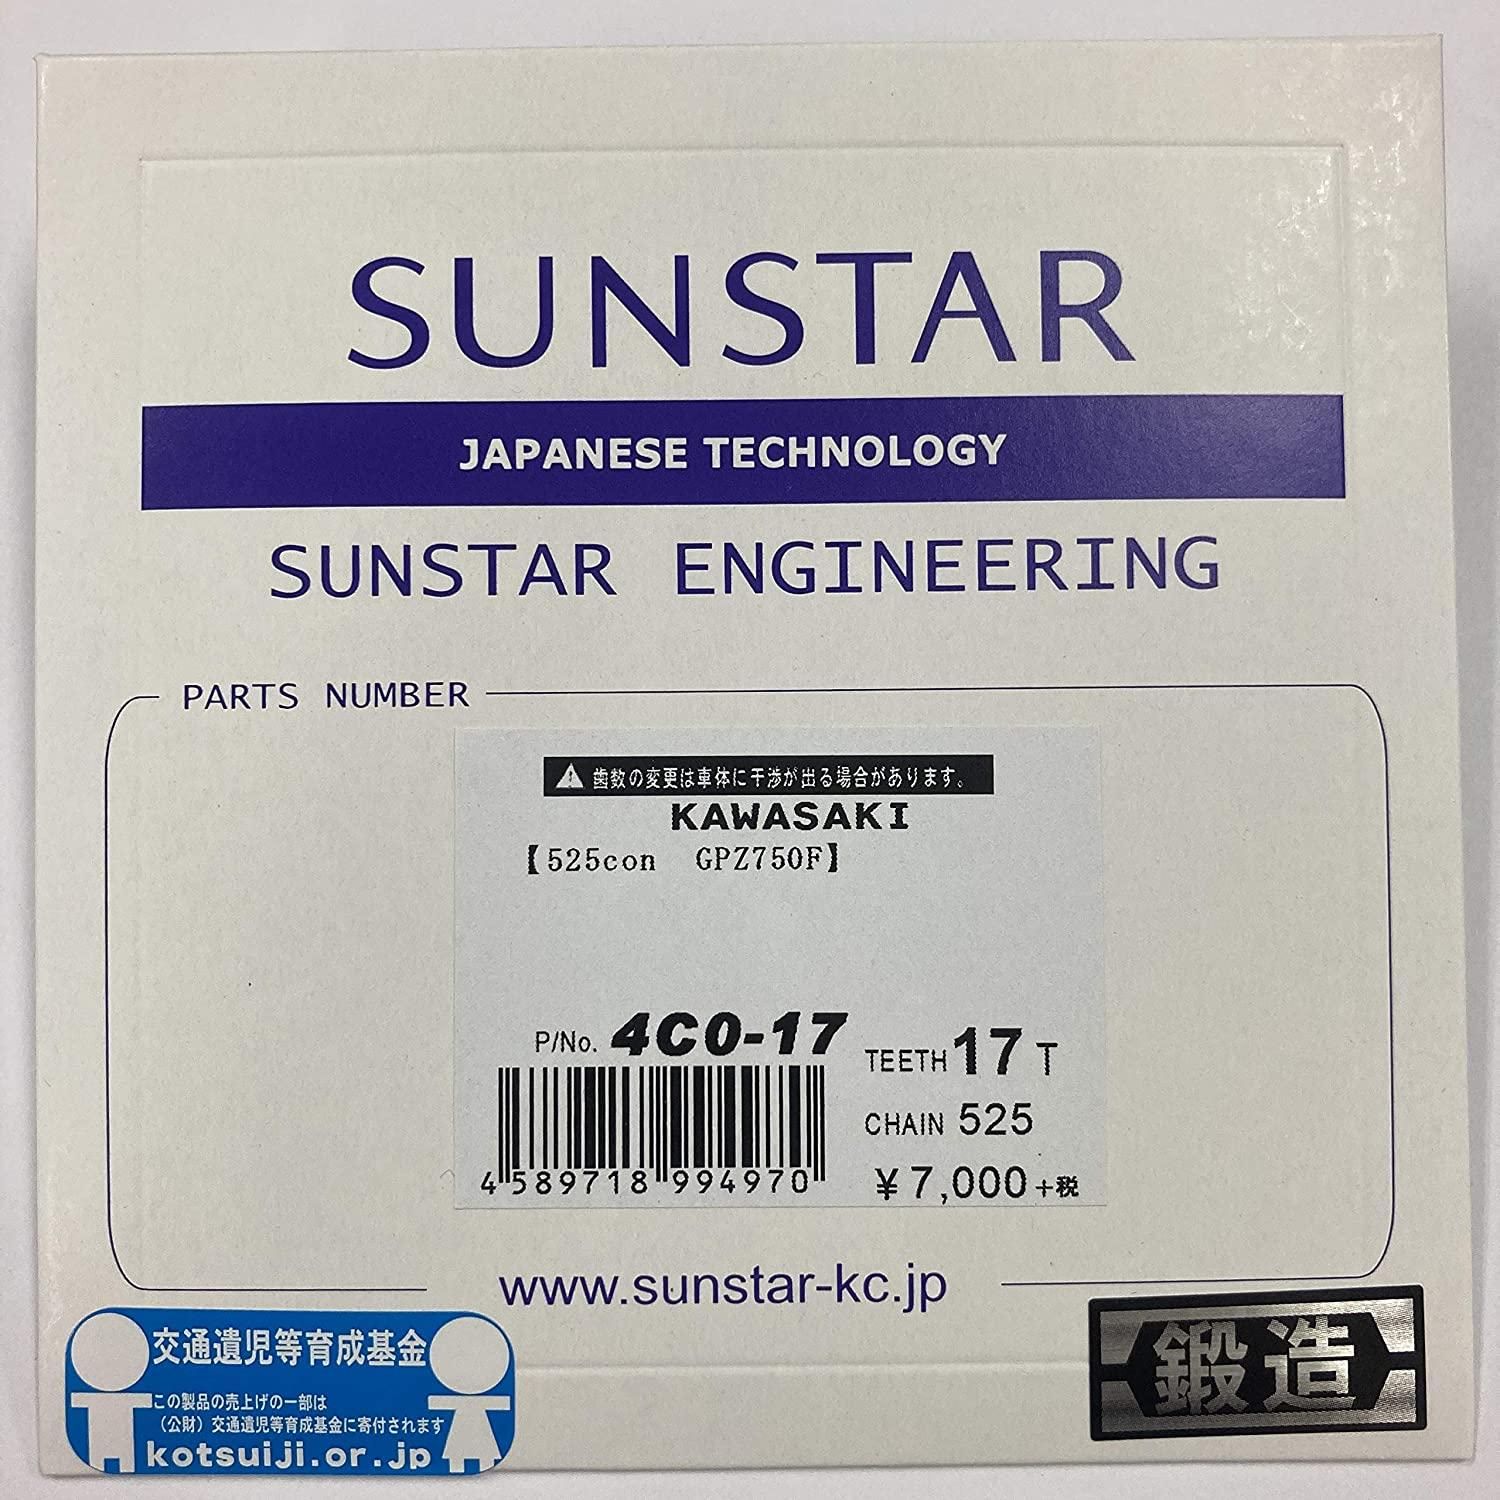 SUNSTAR
JAPANESE TECHNOLOGY
SUNSTAR ENGINEERING
PARTS NUMBER
歯数の変更は車体に干渉が出る場合があります。
KAWASAKI
【525con GPZ750F】
P/No. 4C0-17
TEETH 17 T
CHAIN 525
4 589718 994970
¥7,000+税
www.sunstar-kc.jp
交通遺児等育成基金
この製品の売上げの一部は
(公財)交通遺児等育成基金に寄付されます
kotsuiji.or.jp
鍛造